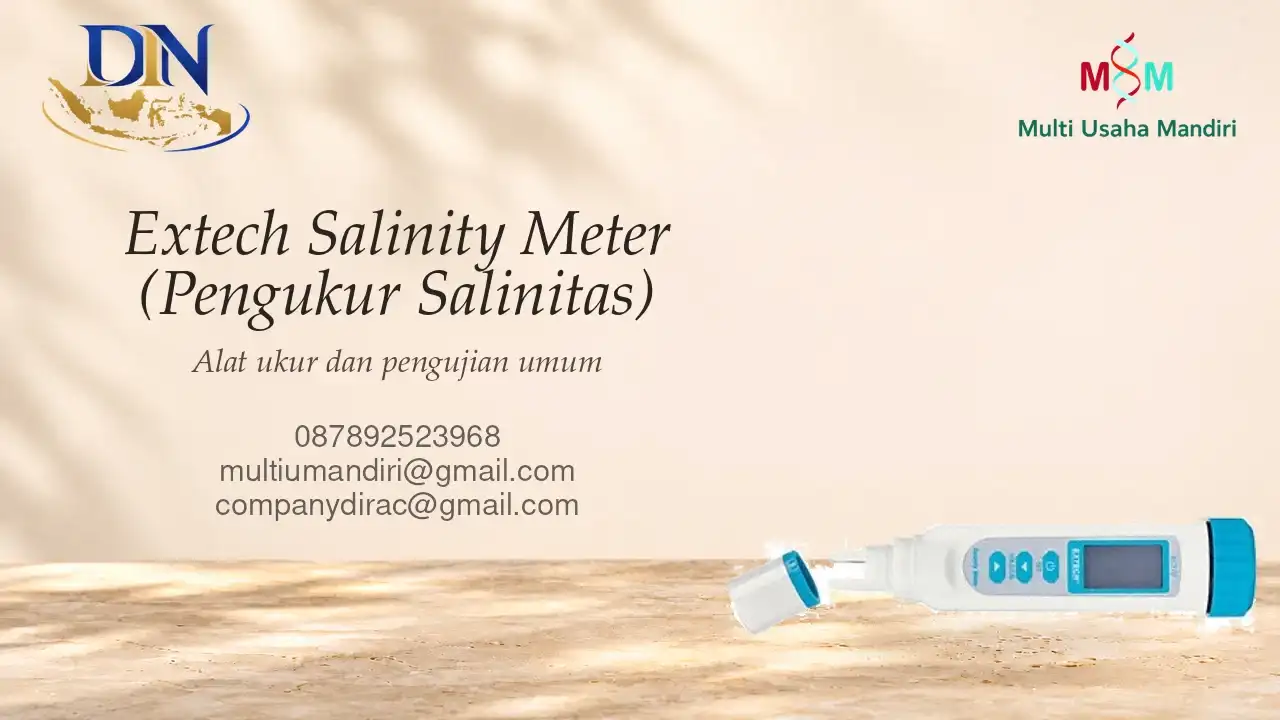 DIN
MSM
Multi Usaha Mandiri
Extech Salinity Meter
(Pengukur Salinitas)
Alat ukur dan pengujian umum
087892523968
multiumandiri@gmail.com
companydirac@gmail.com
EXTECH